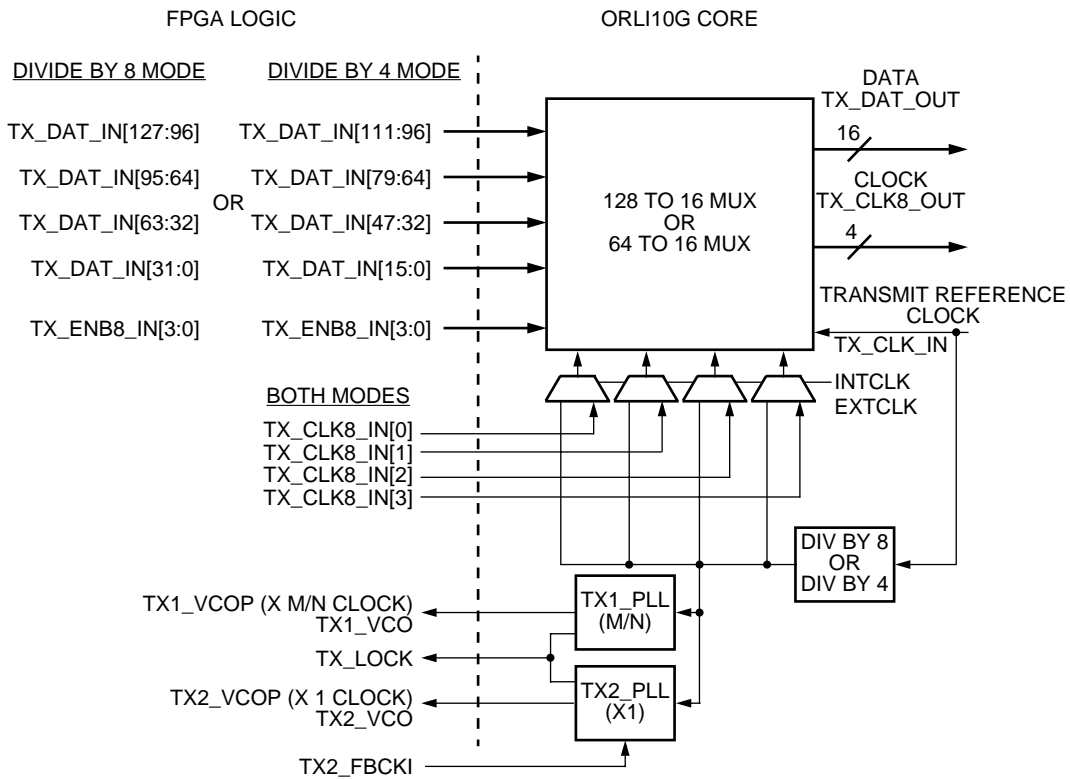 FPGA LOGIC
ORLI10G CORE
DIVIDE BY 8 MODE
DIVIDE BY 4 MODE
TX_DAT_IN[127:96]
TX_DAT_IN[95:64]
TX_DAT_IN[63:32]
TX_DAT_IN[31:0]
TX_ENB8_IN[3:0]
OR
TX_DAT_IN[111:96]
TX_DAT_IN[79:64]
TX_DAT_IN[47:32]
TX_DAT_IN[15:0]
TX_ENB8_IN[3:0]
128 TO 16 MUX
OR
64 TO 16 MUX
DATA
TX_DAT_OUT
16
CLOCK
TX_CLK8_OUT
4
TRANSMIT REFERENCE
CLOCK
TX_CLK_IN
INTCLK
EXTCLK
BOTH MODES
TX_CLK8_IN[0]
TX_CLK8_IN[1]
TX_CLK8_IN[2]
TX_CLK8_IN[3]
DIV BY 8
OR
DIV BY 4
TX1_PLL
(M/N)
TX1_VCOP (X M/N CLOCK)
TX1_VCO
TX_LOCK
TX2_PLL
(X1)
TX2_VCOP (X 1 CLOCK)
TX2_VCO
TX2_FBCKI